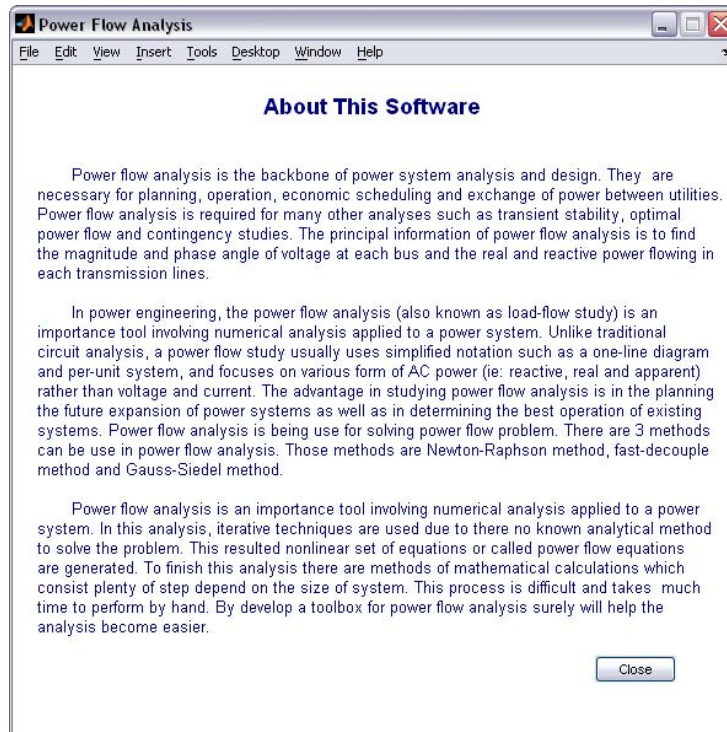 Power Flow Analysis
File Edit View Insert Tools Desktop Window Help
About This Software
Power flow analysis is the backbone of power system analysis and design. They are
necessary for planning, operation, economic scheduling and exchange of power between utilities.
Power flow analysis is required for many other analyses such as transient stability, optimal
power flow and contingency studies. The principal information of power flow analysis is to find
the magnitude and phase angle of voltage at each bus and the real and reactive power flowing in
each transmission lines.
In power engineering, the power flow analysis (also known as load-flow study) is an
importance tool involving numerical analysis applied to a power system. Unlike traditional
circuit analysis, a power flow study usually uses simplified notation such as a one-line diagram
and per-unit system, and focuses on various form of AC power (ie: reactive, real and apparent)
rather than voltage and current. The advantage in studying power flow analysis is in the planning
the future expansion of power systems as well as in determining the best operation of existing
systems. Power flow analysis is being use for solving power flow problem. There are 3 methods
can be use in power flow analysis. Those methods are Newton-Raphson method, fast-decouple
method and Gauss-Siedel method.
Power flow analysis is an importance tool involving numerical analysis applied to a power
system. In this analysis, iterative techniques are used due to there no known analytical method
to solve the problem. This resulted nonlinear set of equations or called power flow equations
are generated. To finish this analysis there are methods of mathematical calculations which
consist plenty of step depend on the size of system. This process is difficult and takes much
time to perform by hand. By develop a toolbox for power flow analysis surely will help the
analysis become easier.
Close